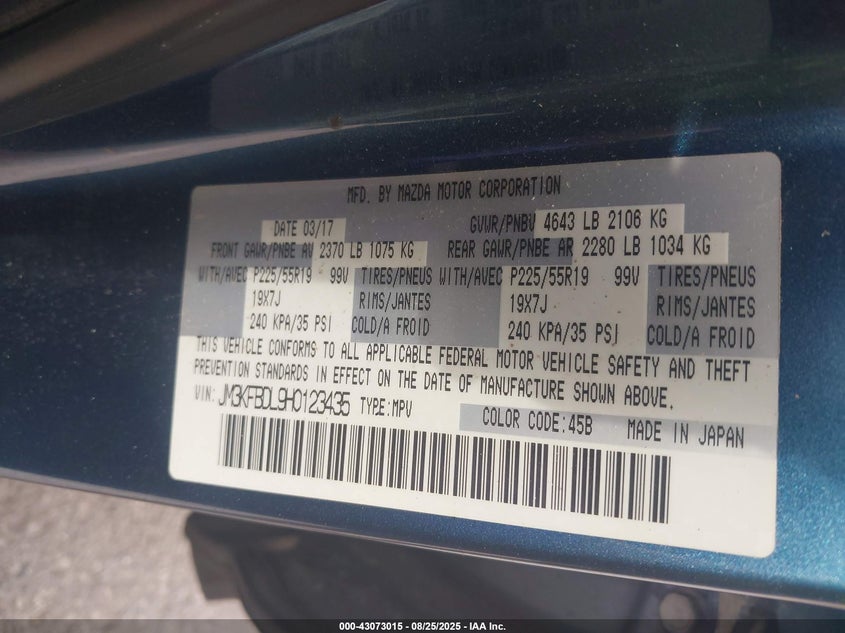 MFD. BY MAZDA MOTOR CORPORATION
DATE 03/17 GVWR/PNBV 4643 LB 2106 KG
FRONT GAWR/PNBE AV 2370 LB 1075 KG REAR GAWR/PNBE AR 2280 LB 1034 KG
WITH/AVEC P225/55R19 99V TIRES/PNEUS WITH/AVEC P225/55R19 99V TIRES/PNEUS
19X7J RIMS/JANTES 19X7J RIMS/JANTES
240 KPA/35 PSI COLD/A FROID 240 KPA/35 PSI COLD/A FROID
THIS VEHICLE CONFORMS TO ALL APPLICABLE FEDERAL MOTOR VEHICLE SAFETY AND THEFT
PREVENTION STANDARDS IN EFFECT ON THE DATE OF MANUFACTURE SHOWN ABOVE.
VIN: JM3KFBDL9H0123435 TYPE:MPV
COLOR CODE:45B MADE IN JAPAN
000-43073015 - 08/25/2025 - IAA Inc.